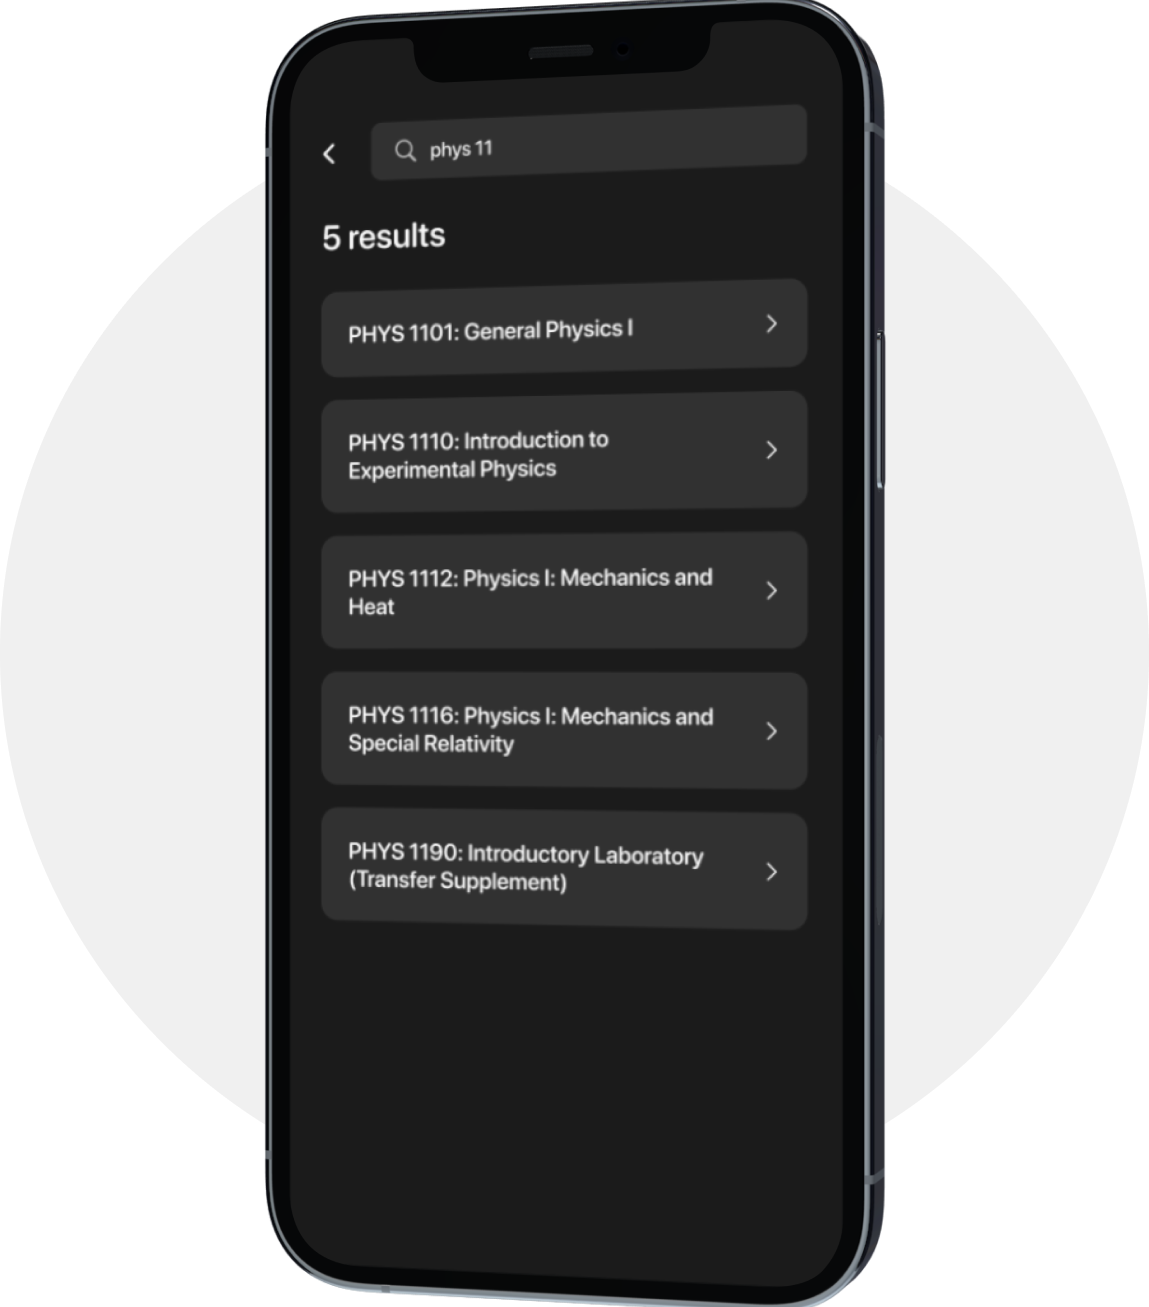 phys 11
5 results
PHYS 1101: General Physics I
PHYS 1110: Introduction to
Experimental Physics
PHYS 1112: Physics I: Mechanics and
Heat
PHYS 1116: Physics I: Mechanics and
Special Relativity
PHYS 1190: Introductory Laboratory
(Transfer Supplement)